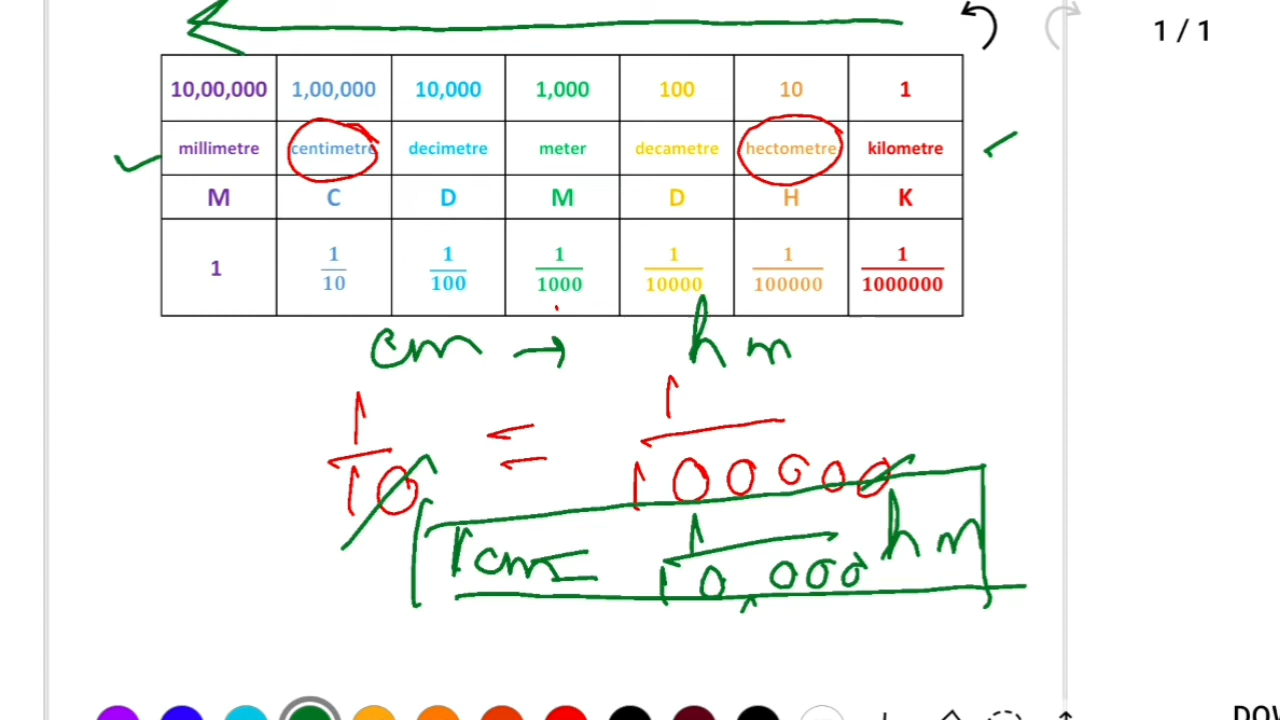 1 / 1
10,00,000 1,00,000 10,000 1,000 100 10 1
millimetre centimetre decimetre meter decametre hectometre kilometre
M C D M D H K
1 1/10 1/100 1/1000 1/10000 1/100000 1/1000000
cm → hm
1/10 = 1/100000
1cm = 1/10,000 hm